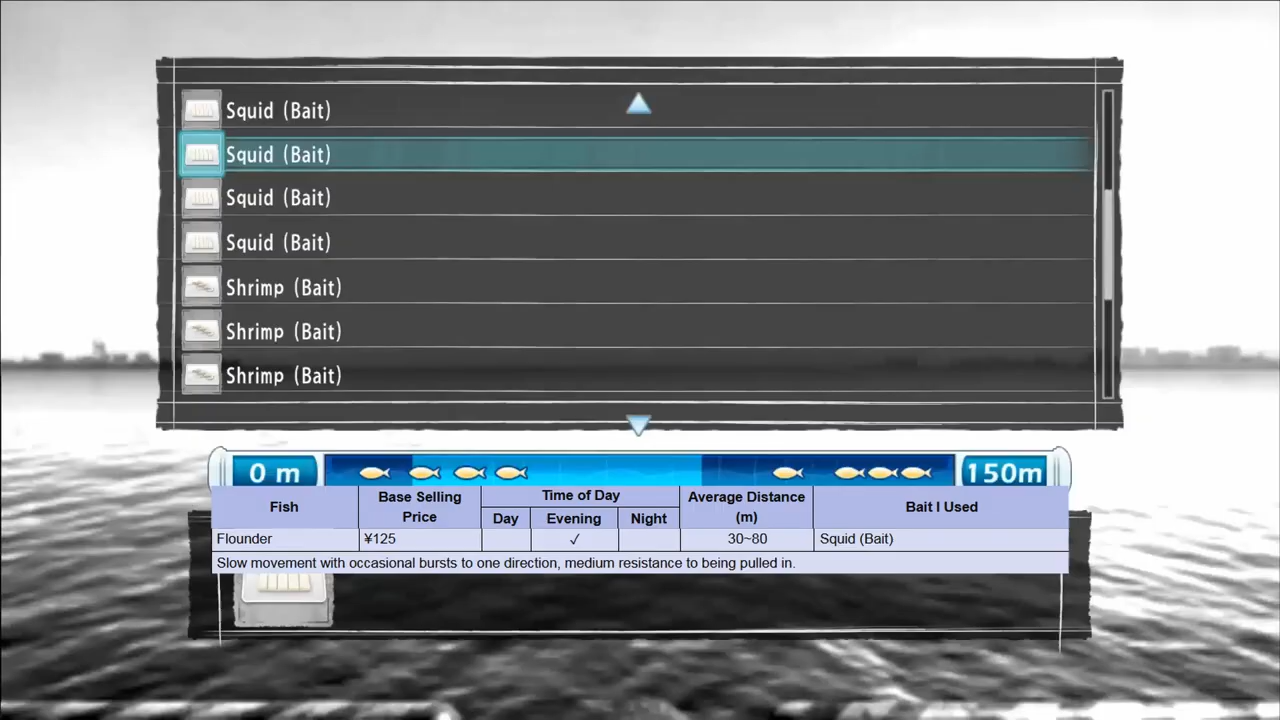 Squid (Bait)
Squid (Bait)
Squid (Bait)
Squid (Bait)
Shrimp (Bait)
Shrimp (Bait)
Shrimp (Bait)
0 m 150m
Fish Base Selling Price Time of Day Average Distance (m) Bait I Used
Day Evening Night
Flounder ¥125 ✓ 30~80 Squid (Bait)
Slow movement with occasional bursts to one direction, medium resistance to being pulled in.